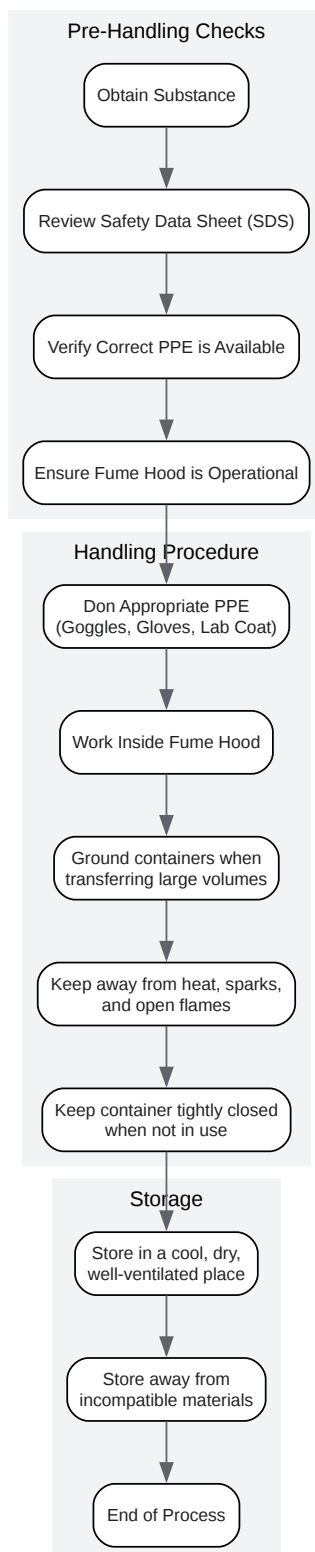 Pre-Handling Checks
Obtain Substance
Review Safety Data Sheet (SDS)
Verify Correct PPE is Available
Ensure Fume Hood is Operational
Handling Procedure
Don Appropriate PPE
(Goggles, Gloves, Lab Coat)
Work Inside Fume Hood
Ground containers when
transferring large volumes
Keep away from heat, sparks,
and open flames
Keep container tightly closed
when not in use
Storage
Store in a cool, dry,
well-ventilated place
Store away from
incompatible materials
End of Process